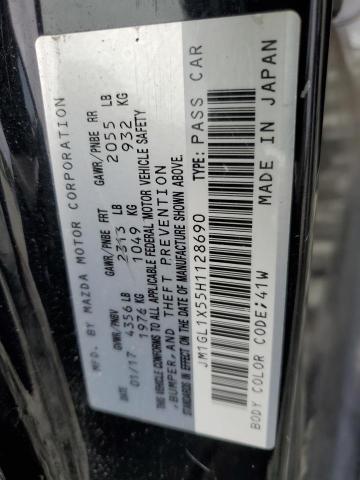 MFD. BY MAZDA MOTOR CORPORATION
DATE GVWR/PNBV GAWR/PNBE FRT GAWR/PNBE RR
01/17 4356 LB 2313 LB 2055 LB
1976 KG 1049 KG 932 KG
THIS VEHICLE CONFORMS TO ALL APPLICABLE FEDERAL MOTOR VEHICLE SAFETY
,BUMPER,AND THEFT PREVENTION
STANDARDS IN EFFECT ON THE DATE OF MANUFACTURE SHOWN ABOVE.
JM1GL1X55H1128690 TYPE: PASS CAR
BODY COLOR CODE:41W MADE IN JAPAN